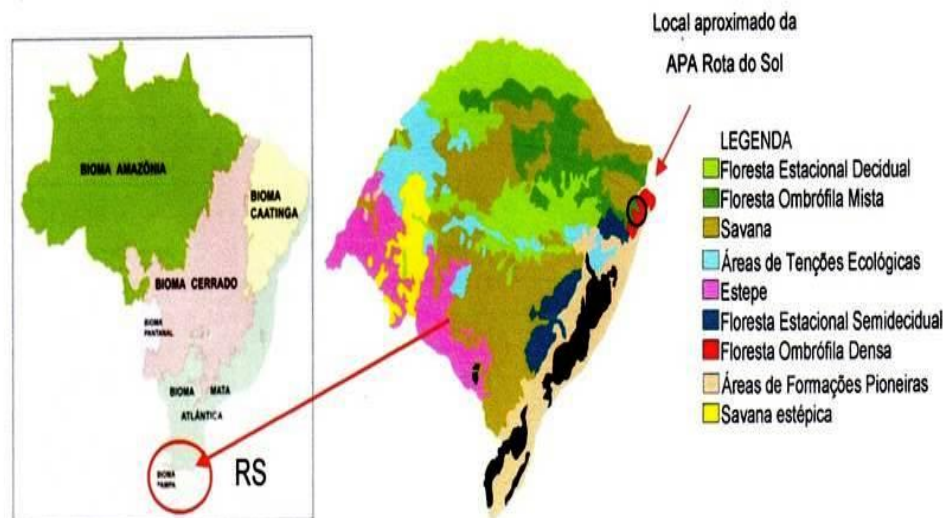 BIOMA AMAZÔNIA
BIOMA
CAATINGA
BIOMA CERRADO
BIOMA
PANTANAL
BIOMA MATA
ATLÂNTICA
BIOMA
PAMPA
RS
Local aproximado da
APA Rota do Sol
LEGENDA
Floresta Estacional Decidual
Floresta Ombrófila Mista
Savana
Áreas de Tenções Ecológicas
Estepe
Floresta Estacional Semidecidual
Floresta Ombrófila Densa
Áreas de Formações Pioneiras
Savana estépica